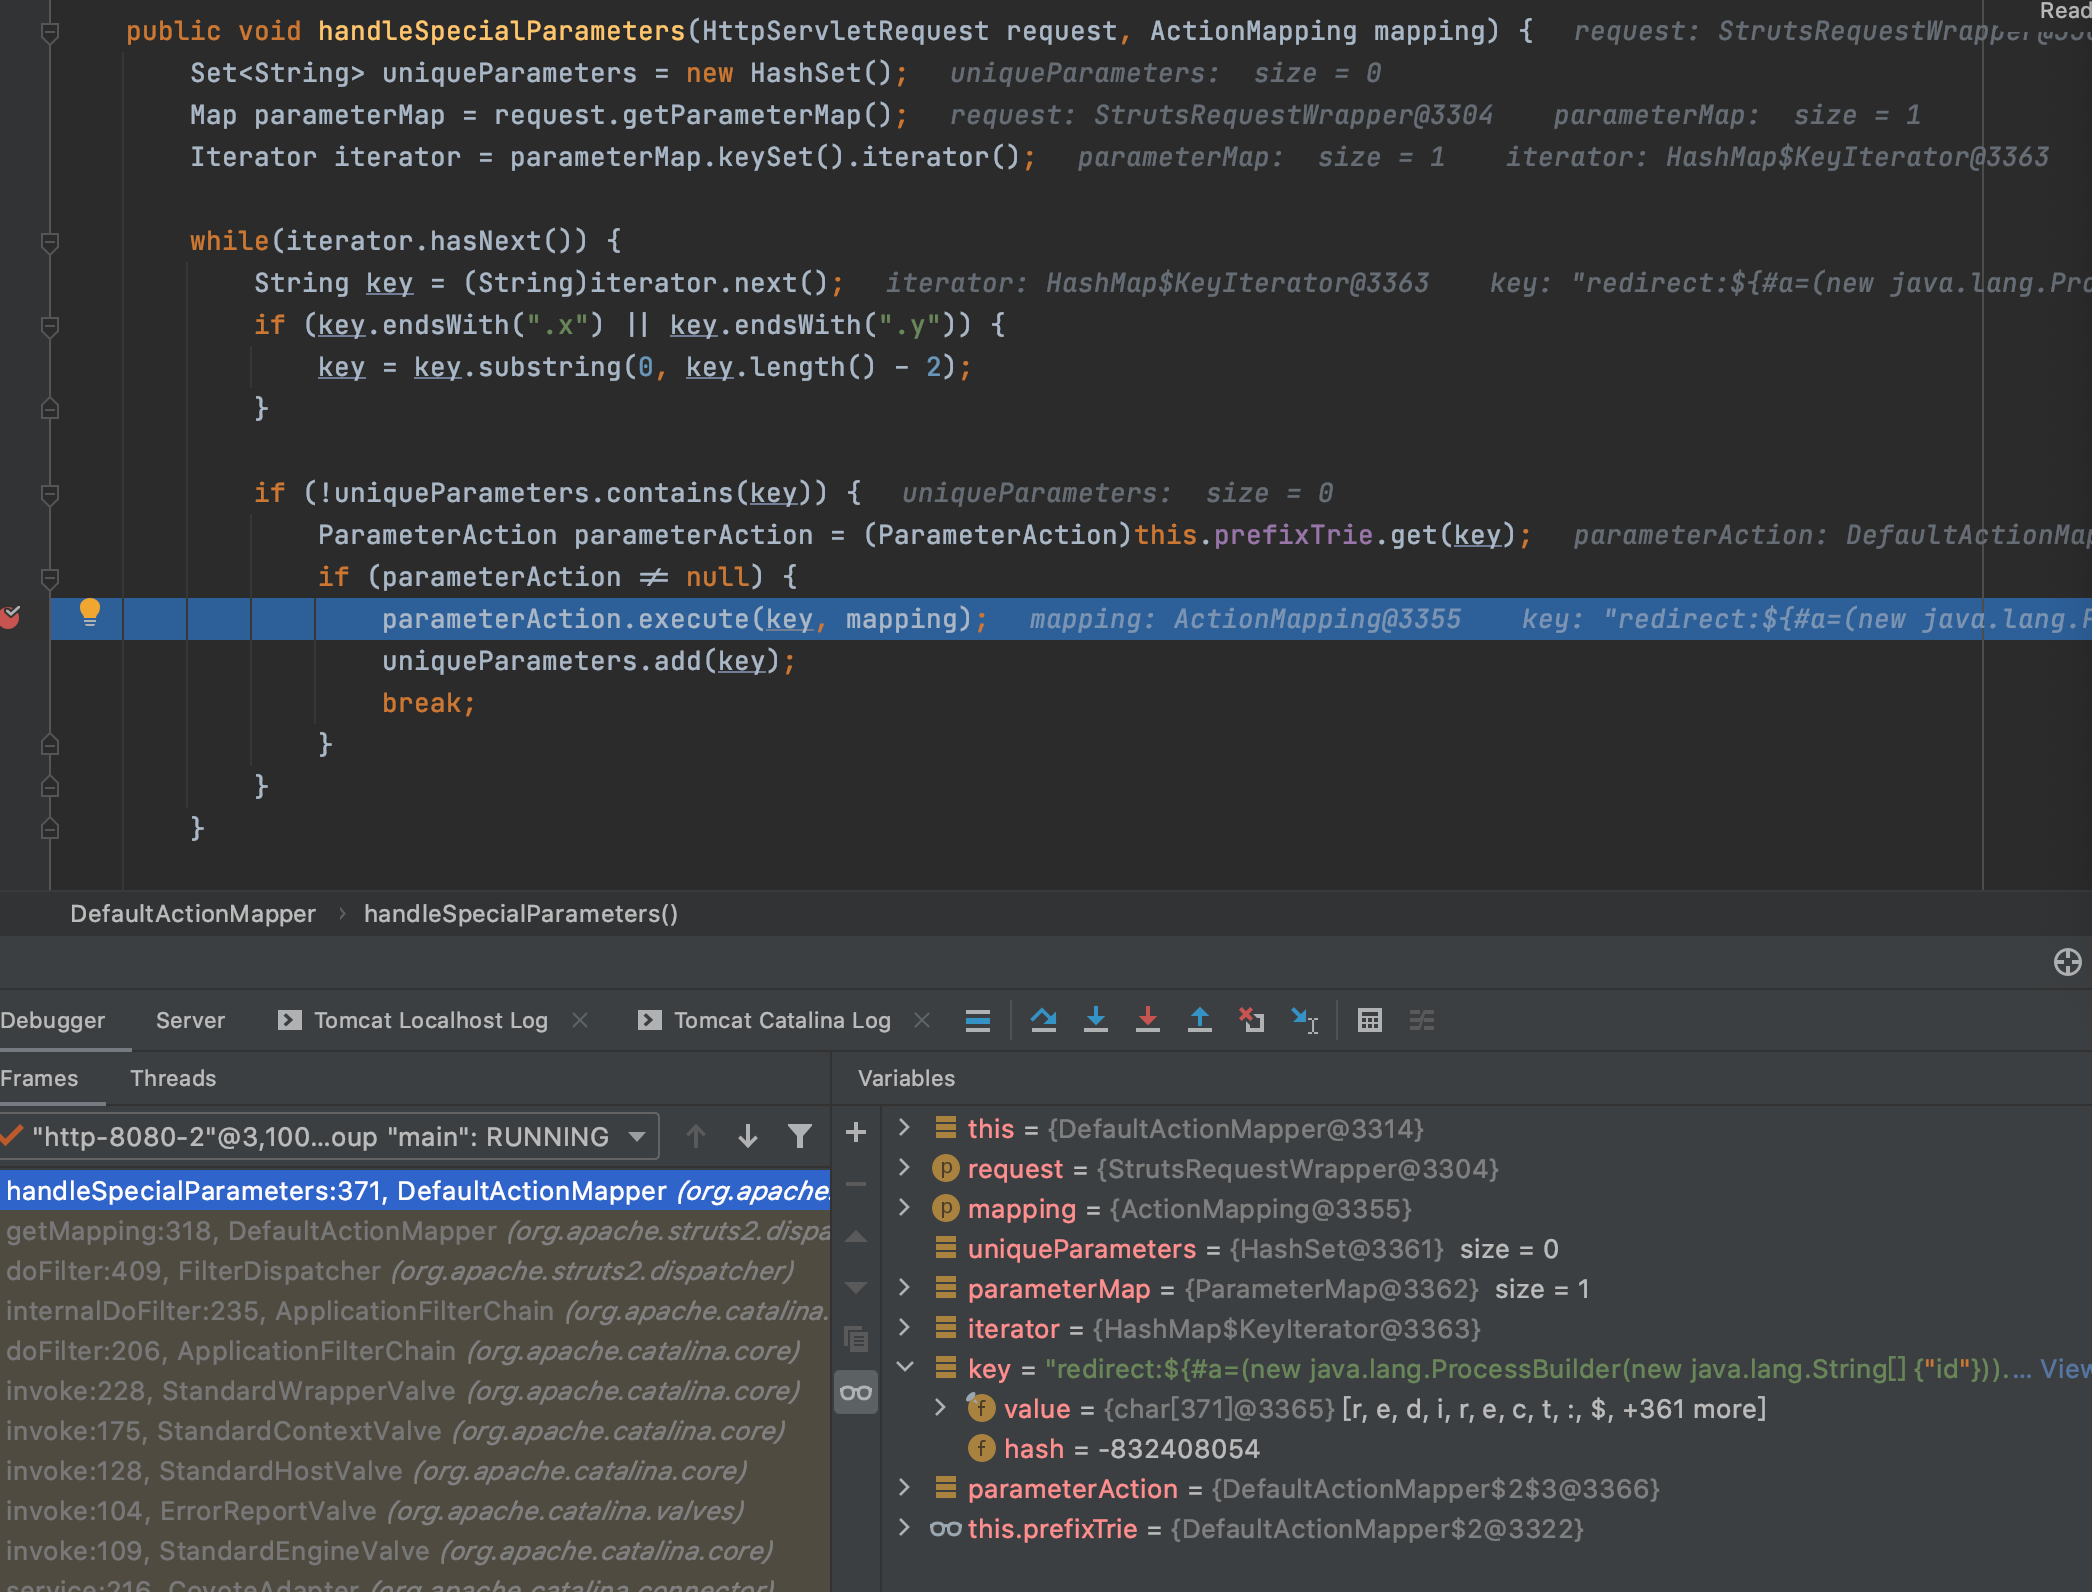 Read
public void handleSpecialParameters(HttpServletRequest request, ActionMapping mapping) { request: StrutsRequestWrapper@330
Set<String> uniqueParameters = new HashSet(); uniqueParameters: size = 0
Map parameterMap = request.getParameterMap(); request: StrutsRequestWrapper@3304 parameterMap: size = 1
Iterator iterator = parameterMap.keySet().iterator(); parameterMap: size = 1 iterator: HashMap$KeyIterator@3363
while(iterator.hasNext()) {
String key = (String)iterator.next(); iterator: HashMap$KeyIterator@3363 key: "redirect:${#a=(new java.lang.Pro
if (key.endsWith(".x") || key.endsWith(".y")) {
key = key.substring(0, key.length() - 2);
}
if (!uniqueParameters.contains(key)) { uniqueParameters: size = 0
ParameterAction parameterAction = (ParameterAction)this.prefixTrie.get(key); parameterAction: DefaultActionMap
if (parameterAction ≠ null) {
parameterAction.execute(key, mapping); mapping: ActionMapping@3355 key: "redirect:${#a=(new java.lang.P
uniqueParameters.add(key);
break;
}
}
}
DefaultActionMapper › handleSpecialParameters()
Debugger Server Tomcat Localhost Log Tomcat Catalina Log
Frames Threads
Variables
"http-8080-2"@3,100...oup "main": RUNNING
handleSpecialParameters:371, DefaultActionMapper (org.apache.
getMapping:318, DefaultActionMapper (org.apache.struts2.dispa
doFilter:409, FilterDispatcher (org.apache.struts2.dispatcher)
internalDoFilter:235, ApplicationFilterChain (org.apache.catalina.
doFilter:206, ApplicationFilterChain (org.apache.catalina.core)
invoke:228, StandardWrapperValve (org.apache.catalina.core)
invoke:175, StandardContextValve (org.apache.catalina.core)
invoke:128, StandardHostValve (org.apache.catalina.core)
invoke:104, ErrorReportValve (org.apache.catalina.valves)
invoke:109, StandardEngineValve (org.apache.catalina.core)
service:216, CoyoteAdapter (org.apache.catalina.connector)
this = {DefaultActionMapper@3314}
request = {StrutsRequestWrapper@3304}
mapping = {ActionMapping@3355}
uniqueParameters = {HashSet@3361} size = 0
parameterMap = {ParameterMap@3362} size = 1
iterator = {HashMap$KeyIterator@3363}
key = "redirect:${#a=(new java.lang.ProcessBuilder(new java.lang.String[] {"id"})).... View
value = {char[371]@3365} [r, e, d, i, r, e, c, t, :, $, +361 more]
hash = -832408054
parameterAction = {DefaultActionMapper$2$3@3366}
this.prefixTrie = {DefaultActionMapper$2@3322}